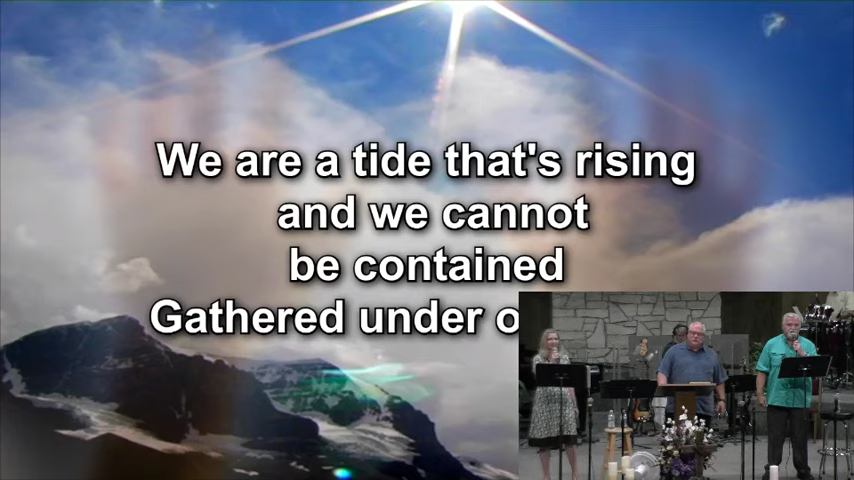 We are a tide that's rising
and we cannot
be contained
Gathered under